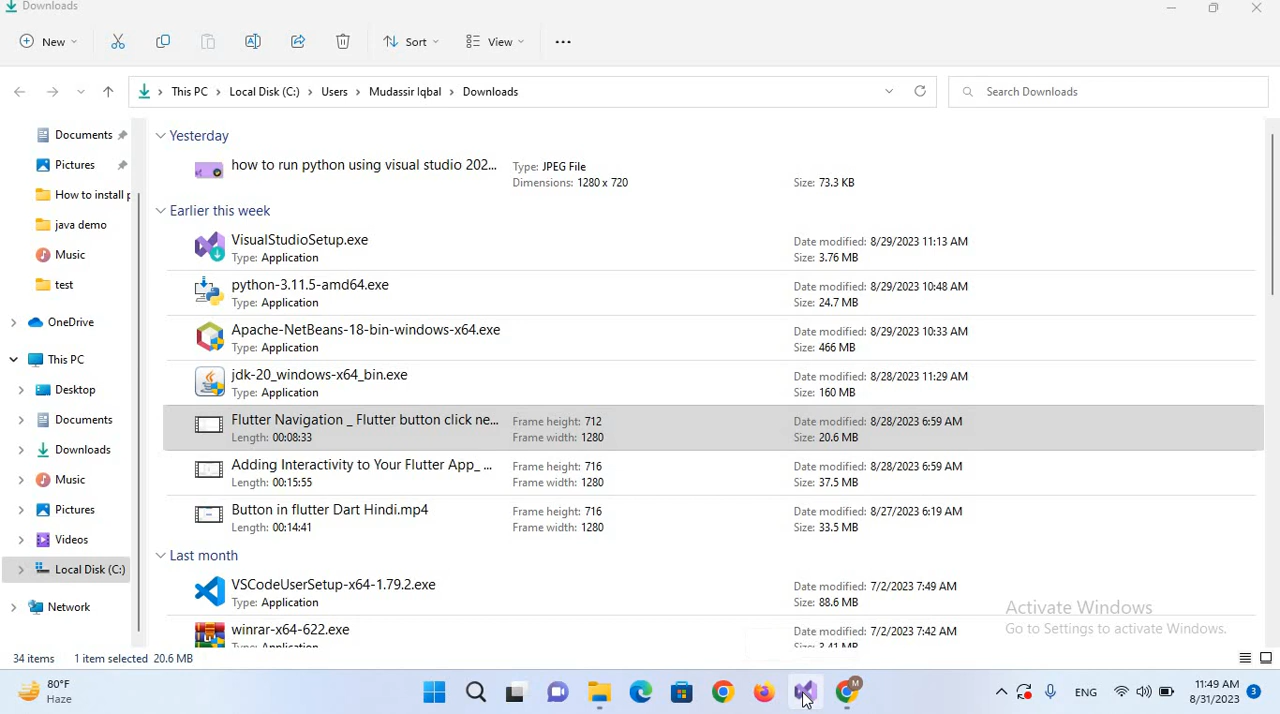 Downloads
New
Sort
View
This PC > Local Disk (C:) > Users > Mudassir Iqbal > Downloads
Search Downloads
Documents
Pictures
How to install p
java demo
Music
test
OneDrive
This PC
Desktop
Documents
Downloads
Music
Pictures
Videos
Local Disk (C:)
Network
Yesterday
how to run python using visual studio 202...
Type: JPEG File
Dimensions: 1280 x 720
Size: 73.3 KB
Earlier this week
VisualStudioSetup.exe
Type: Application
Date modified: 8/29/2023 11:13 AM
Size: 3.76 MB
python-3.11.5-amd64.exe
Type: Application
Date modified: 8/29/2023 10:48 AM
Size: 24.7 MB
Apache-NetBeans-18-bin-windows-x64.exe
Type: Application
Date modified: 8/29/2023 10:33 AM
Size: 466 MB
jdk-20_windows-x64_bin.exe
Type: Application
Date modified: 8/28/2023 11:29 AM
Size: 160 MB
Flutter Navigation _ Flutter button click ne...
Length: 00:08:33
Frame height: 712
Frame width: 1280
Date modified: 8/28/2023 6:59 AM
Size: 20.6 MB
Adding Interactivity to Your Flutter App_ ...
Length: 00:15:55
Frame height: 716
Frame width: 1280
Date modified: 8/28/2023 6:59 AM
Size: 37.5 MB
Button in flutter Dart Hindi.mp4
Length: 00:14:41
Frame height: 716
Frame width: 1280
Date modified: 8/27/2023 6:19 AM
Size: 33.5 MB
Last month
VSCodeUserSetup-x64-1.79.2.exe
Type: Application
Date modified: 7/2/2023 7:49 AM
Size: 88.6 MB
winrar-x64-622.exe
Type: Application
Date modified: 7/2/2023 7:42 AM
Size: 3.41 MB
Activate Windows
Go to Settings to activate Windows.
34 items
1 item selected 20.6 MB
80°F
Haze
M
ENG
11:49 AM
8/31/2023
3